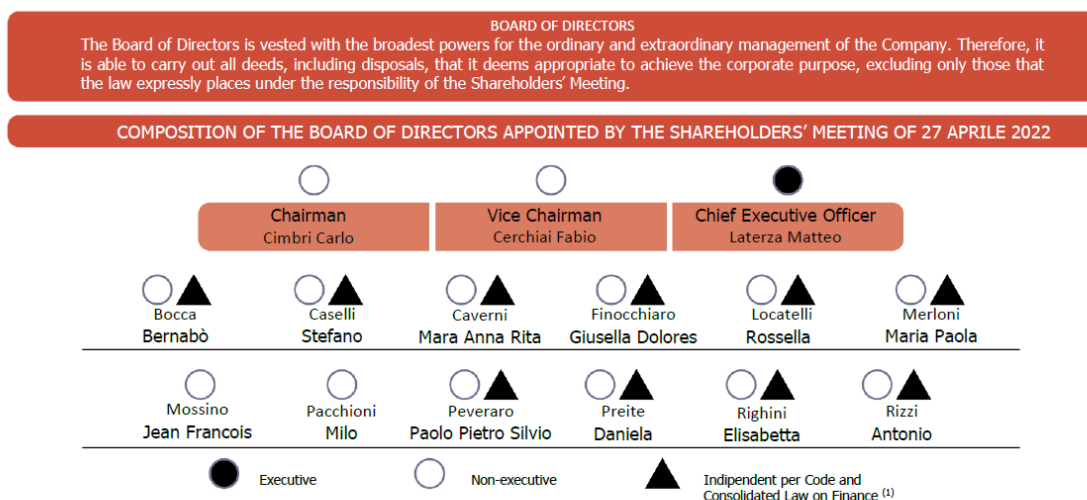 BOARD OF DIRECTORS
The Board of Directors is vested with the broadest powers for the ordinary and extraordinary management of the Company. Therefore, it
is able to carry out all deeds, including disposals, that it deems appropriate to achieve the corporate purpose, excluding only those that
the law expressly places under the responsibility of the Shareholders' Meeting.
COMPOSITION OF THE BOARD OF DIRECTORS APPOINTED BY THE SHAREHOLDERS' MEETING OF 27 APRILE 2022
Chairman Vice Chairman Chief Executive Officer
Cimbri Carlo Cerchiai Fabio Laterza Matteo
Bocca Caselli Caverni Finocchiaro Locatelli Merloni
Bernabò Stefano Mara Anna Rita Giusella Dolores Rossella Maria Paola
Mossino Pacchioni Peveraro Preite Righini Rizzi
Jean Francois Milo Paolo Pietro Silvio Daniela Elisabetta Antonio
Executive Non-executive Indipendent per Code and
Consolidated Law on Finance (1)